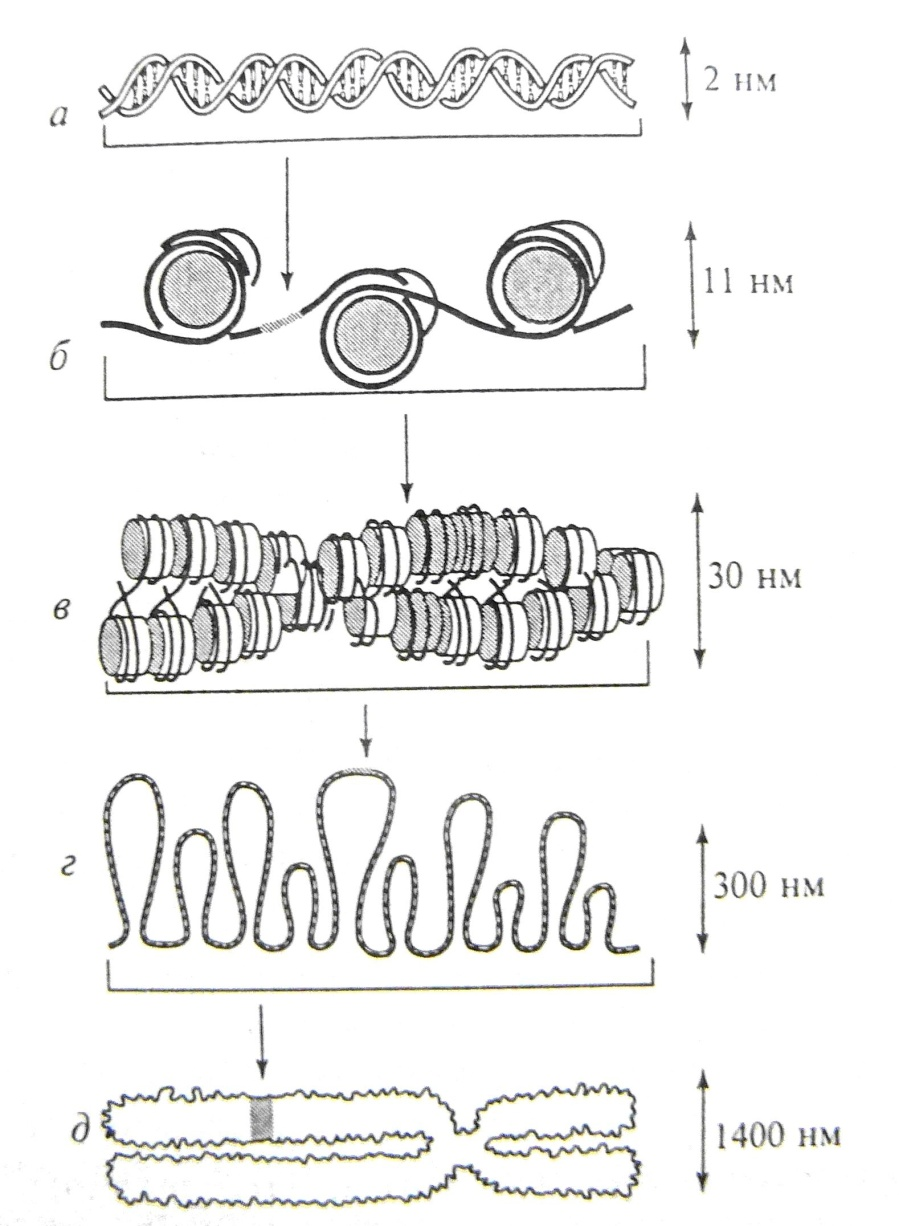 а
2 нм
б
11 нм
в
30 нм
г
300 нм
д
1400 нм